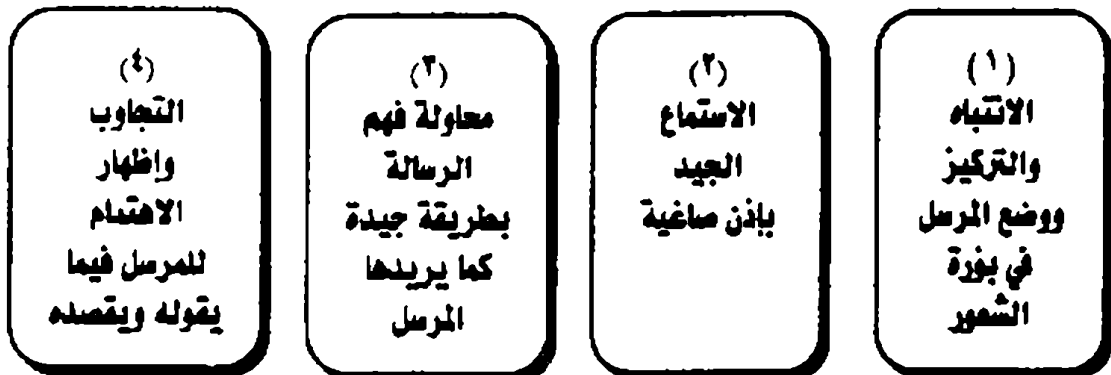 (١)
الانتباه
والتركيز
ووضع المرسل
في بؤرة
الشعور
(٢)
الاستماع
الجيد
بإذن صاغية
(٣)
معاولة فهم
الرسالة
بطريقة جيدة
كما يريدها
المرسل
(٤)
التجاوب
وإظهار
الاهتمام
للمرسل فيما
يقوله ويقصده